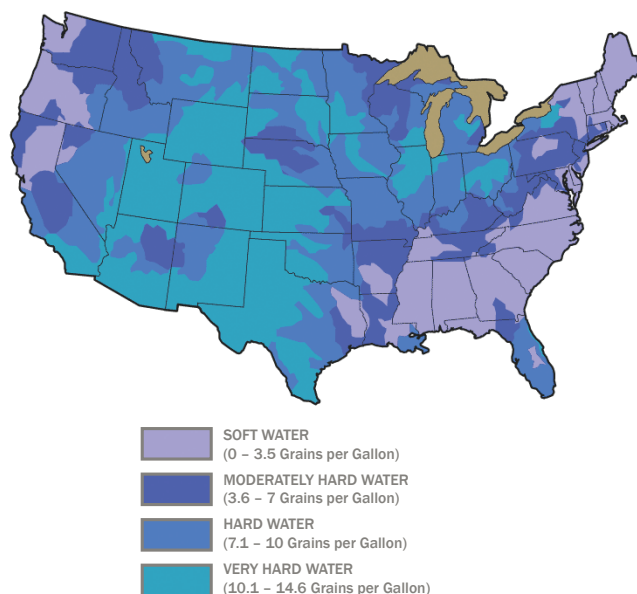 SOFT WATER
(0 – 3.5 Grains per Gallon)
MODERATELY HARD WATER
(3.6 – 7 Grains per Gallon)
HARD WATER
(7.1 – 10 Grains per Gallon)
VERY HARD WATER
(10.1 – 14.6 Grains per Gallon)